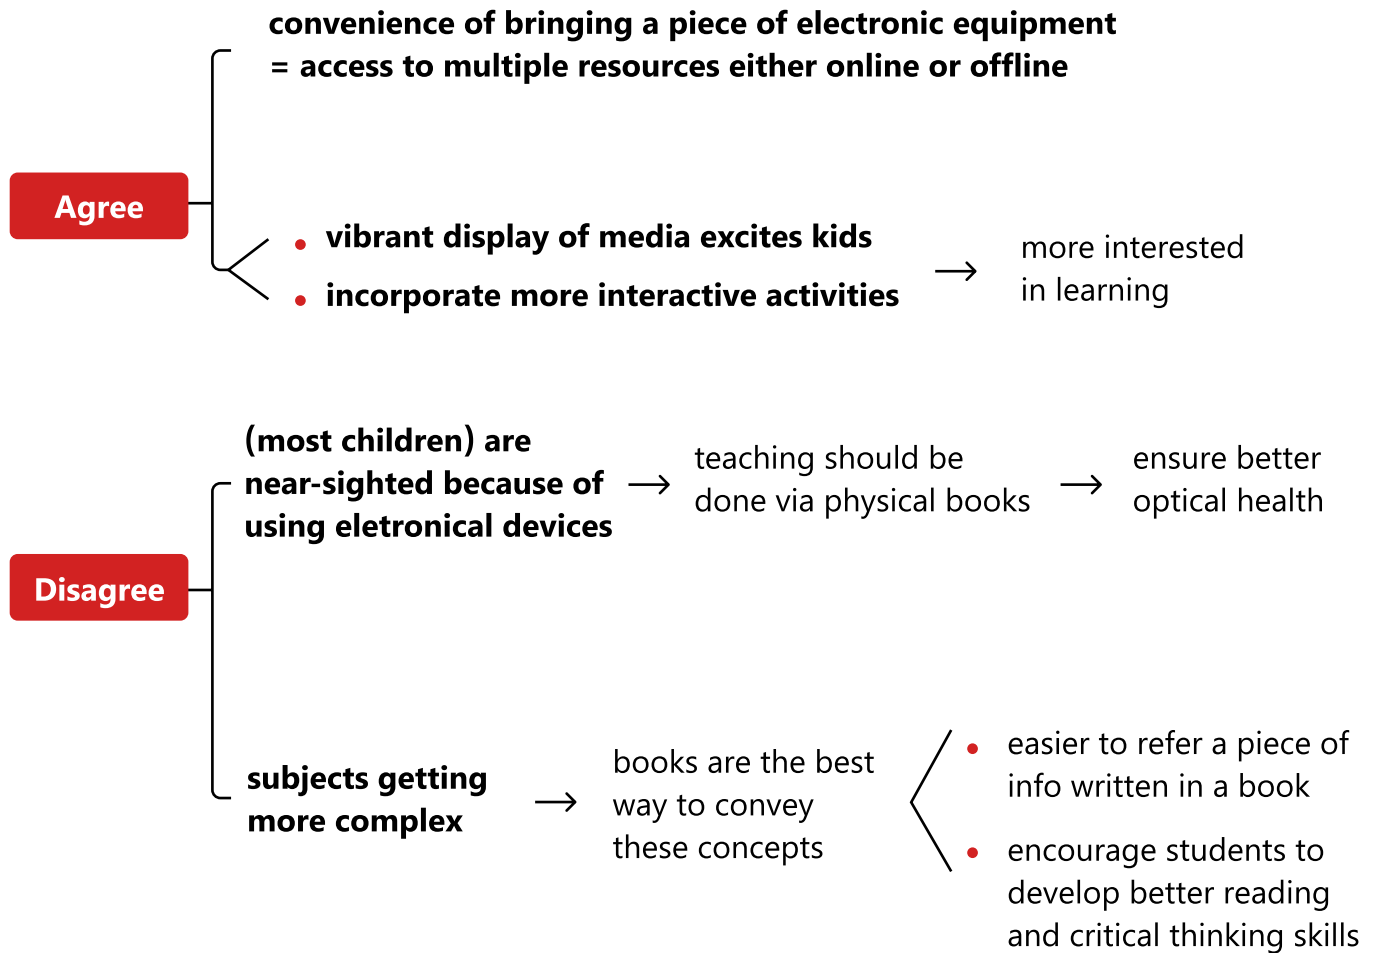 convenience of bringing a piece of electronic equipment
= access to multiple resources either online or offline
Agree
• vibrant display of media excites kids
• incorporate more interactive activities
→
more interested
in learning
(most children) are
near-sighted because of
using eletronical devices
→
teaching should be
done via physical books
→
ensure better
optical health
Disagree
subjects getting
more complex
→
books are the best
way to convey
these concepts
• easier to refer a piece of
info written in a book
• encourage students to
develop better reading
and critical thinking skills